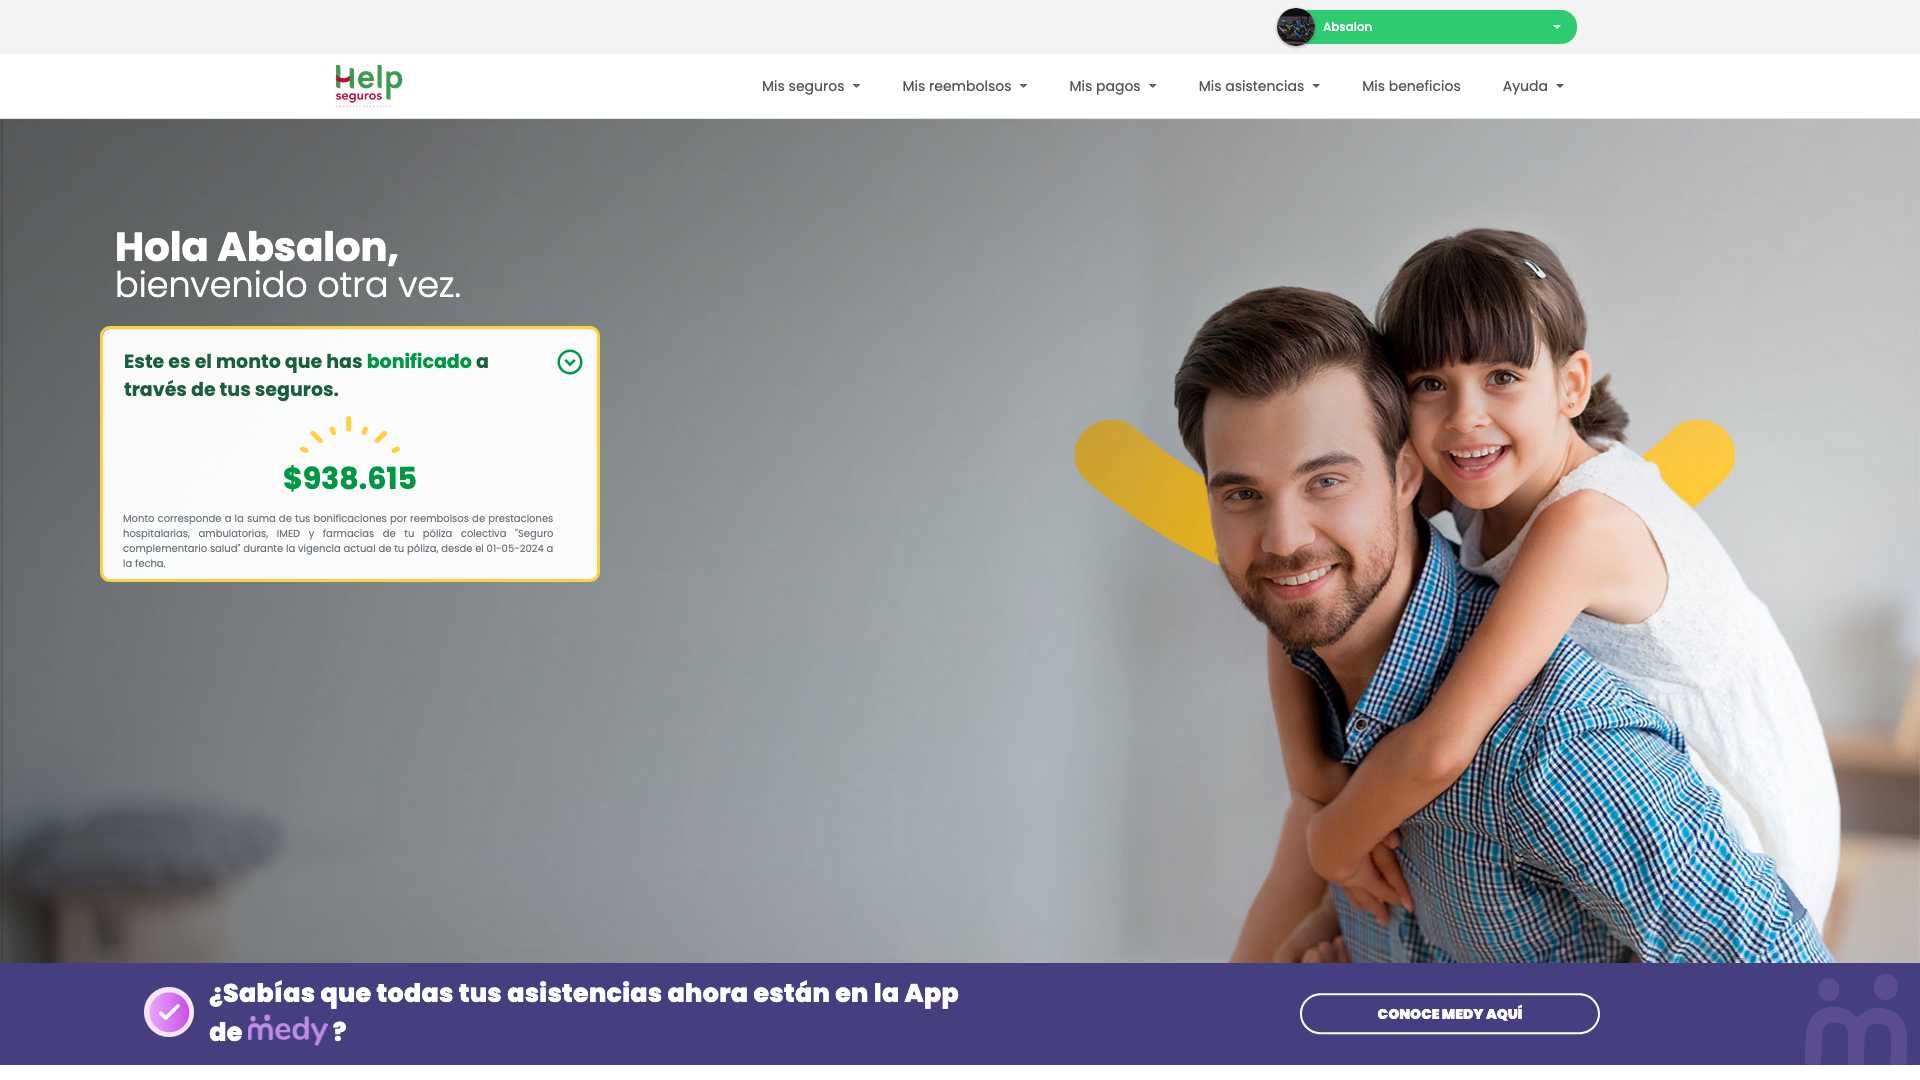 Absalon
Help
seguros
Mis seguros
Mis reembolsos
Mis pagos
Mis asistencias
Mis beneficios
Ayuda
Hola Absalon,
bienvenido otra vez.
Este es el monto que has bonificado a
través de tus seguros.
$938.615
Monto corresponde a la suma de tus bonificaciones por reembolsos de prestaciones
hospitalarias, ambulatorias, IMED y farmacias de tu póliza colectiva "Seguro
complementario salud" durante la vigencia actual de tu póliza, desde el 01-05-2024 a
la fecha.
¿Sabías que todas tus asistencias ahora están en la App
de medy ?
CONOCE MEDY AQUÍ